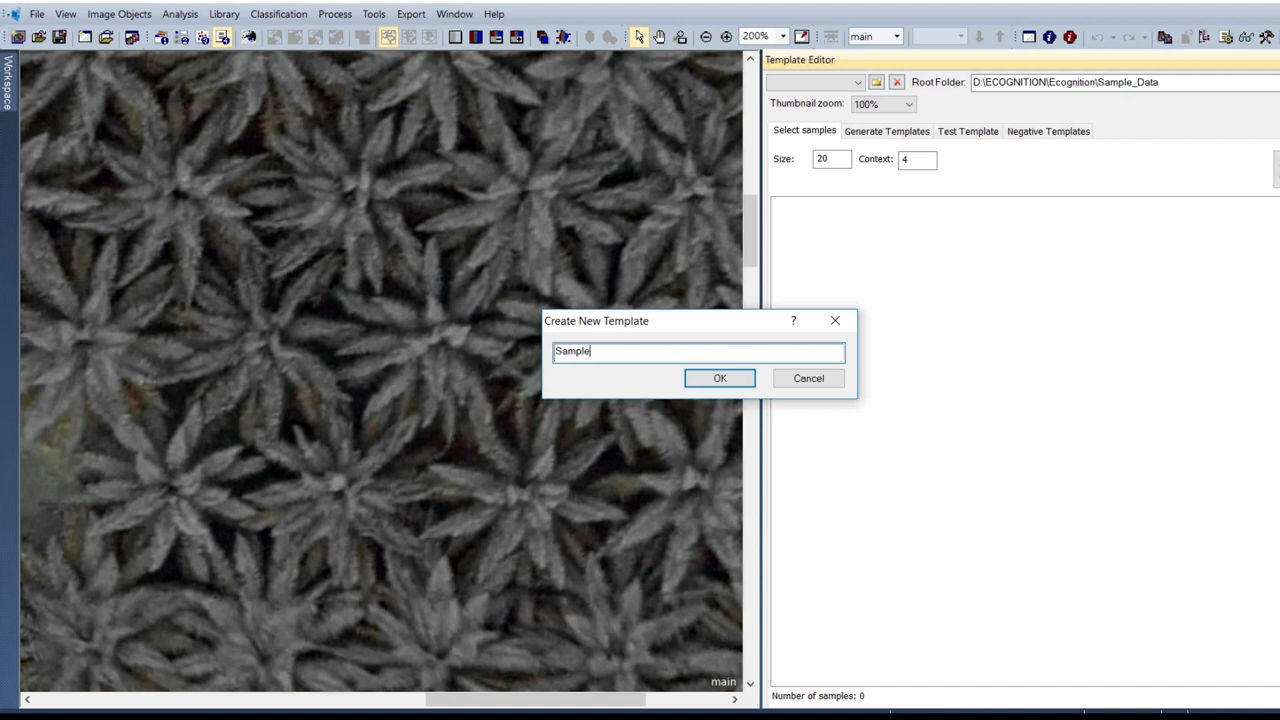 File View Image Objects Analysis Library Classification Process Tools Export Window Help
200% main
Workspace
Template Editor
Root Folder: D:\ECOGNITION\Ecognition\Sample_Data
Thumbnail zoom: 100%
Select samples Generate Templates Test Template Negative Templates
Size: 20 Context: 4
Create New Template ?
Sample
OK Cancel
main
Number of samples: 0